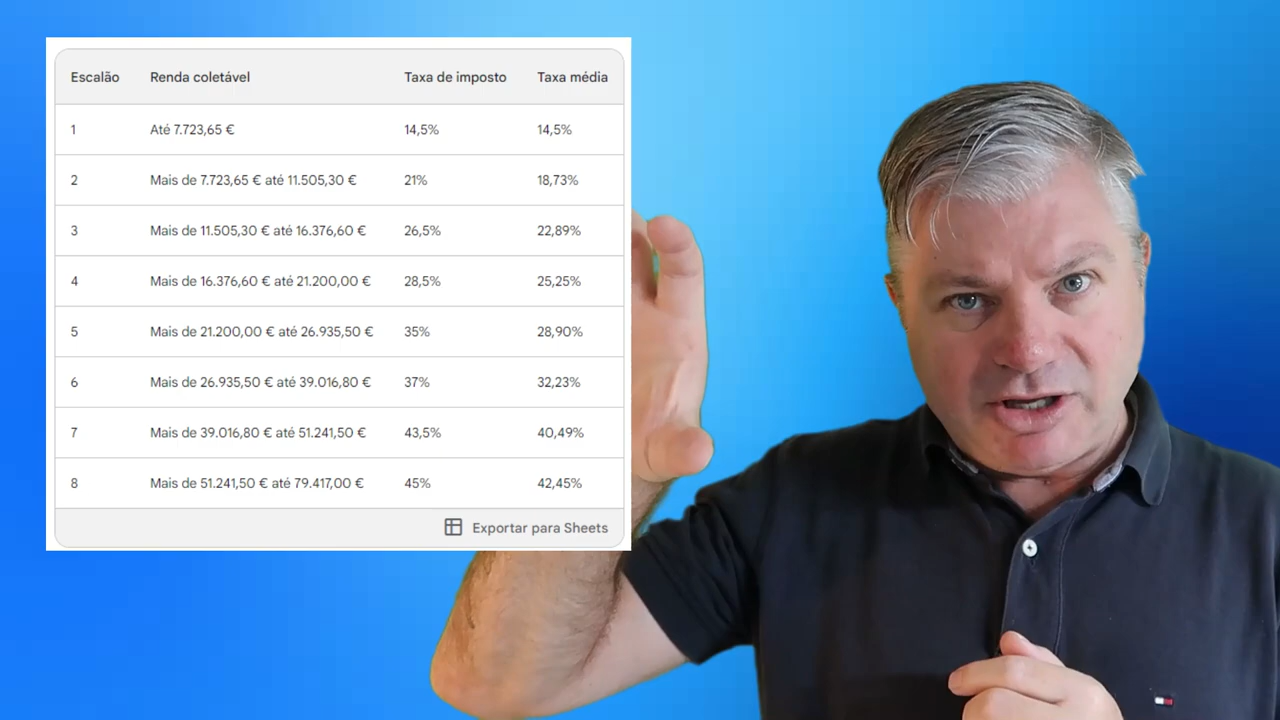 Escalão Renda coletável Taxa de imposto Taxa média
1 Até 7.723,65 € 14,5% 14,5%
2 Mais de 7.723,65 € até 11.505,30 € 21% 18,73%
3 Mais de 11.505,30 € até 16.376,60 € 26,5% 22,89%
4 Mais de 16.376,60 € até 21.200,00 € 28,5% 25,25%
5 Mais de 21.200,00 € até 26.935,50 € 35% 28,90%
6 Mais de 26.935,50 € até 39.016,80 € 37% 32,23%
7 Mais de 39.016,80 € até 51.241,50 € 43,5% 40,49%
8 Mais de 51.241,50 € até 79.417,00 € 45% 42,45%
Exportar para Sheets